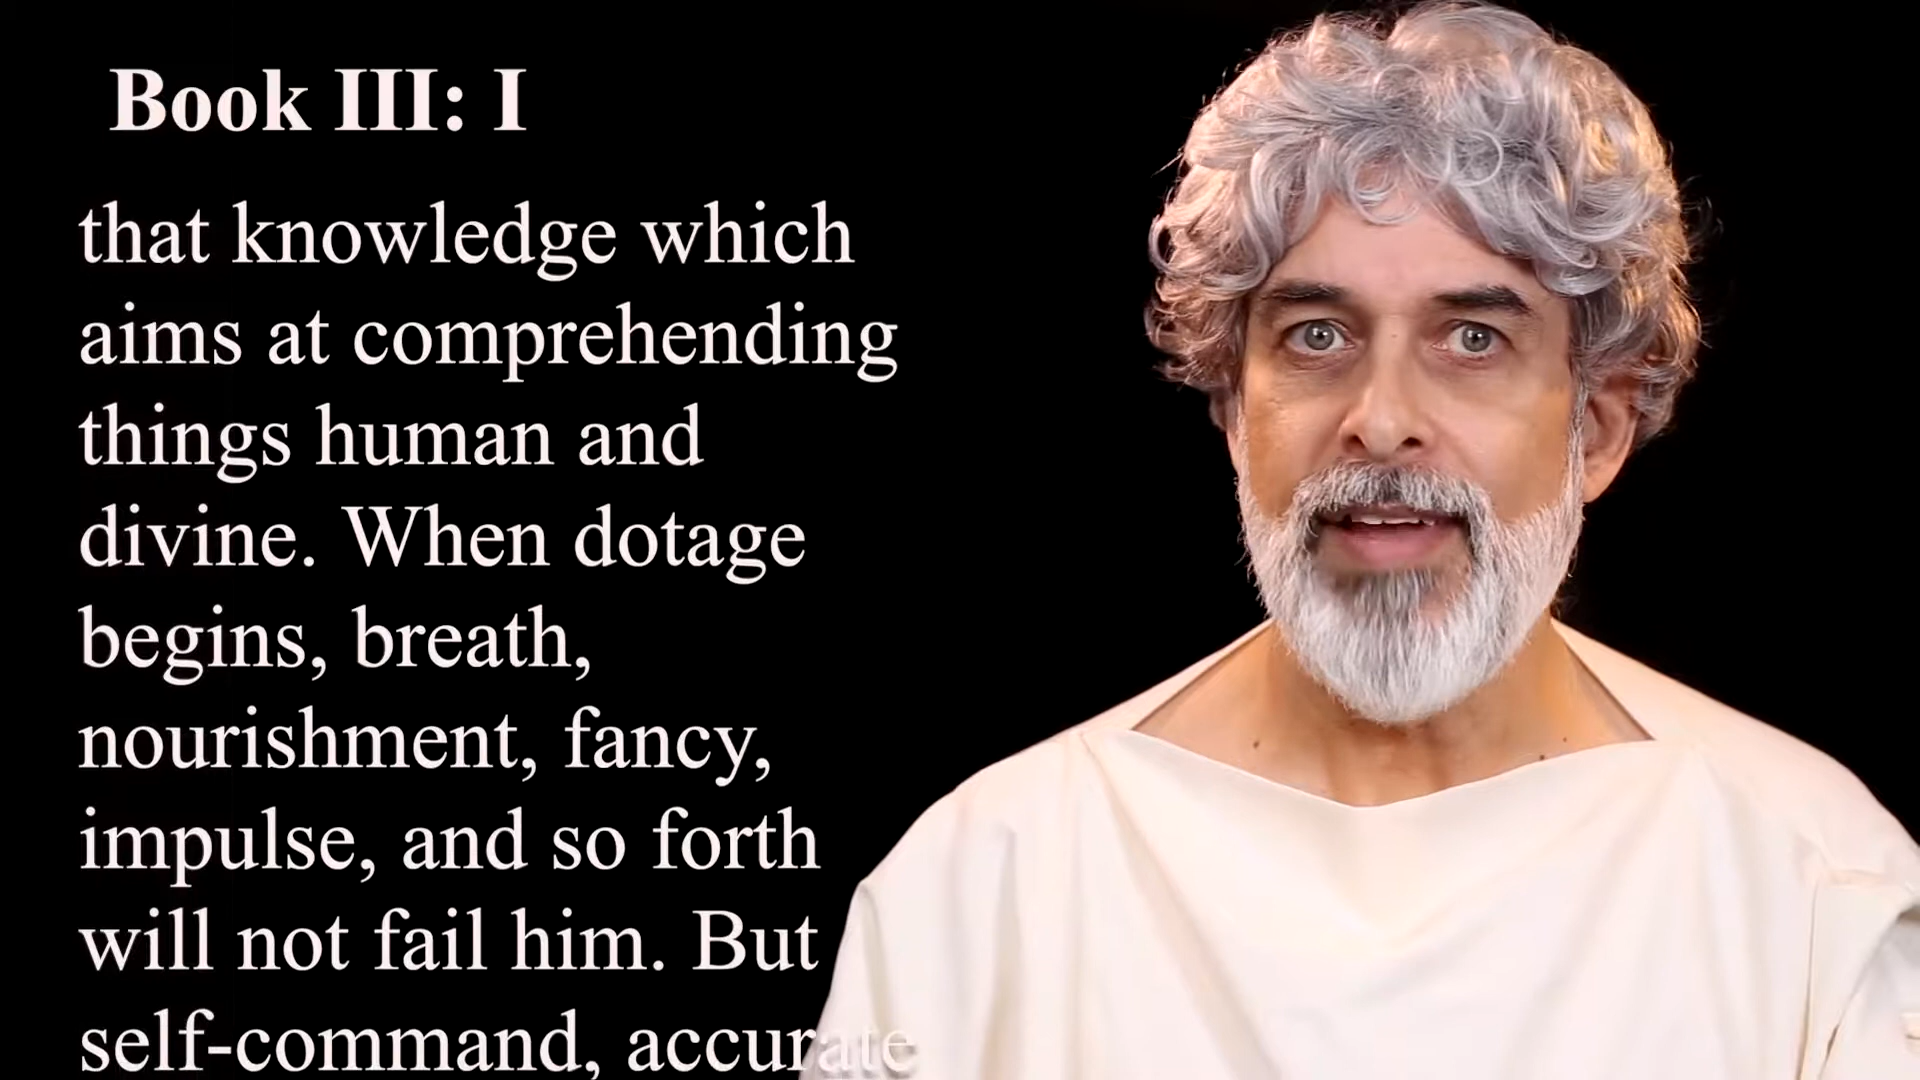 Book III: I
that knowledge which
aims at comprehending
things human and
divine. When dotage
begins, breath,
nourishment, fancy,
impulse, and so forth
will not fail him. But
self-command, accurate